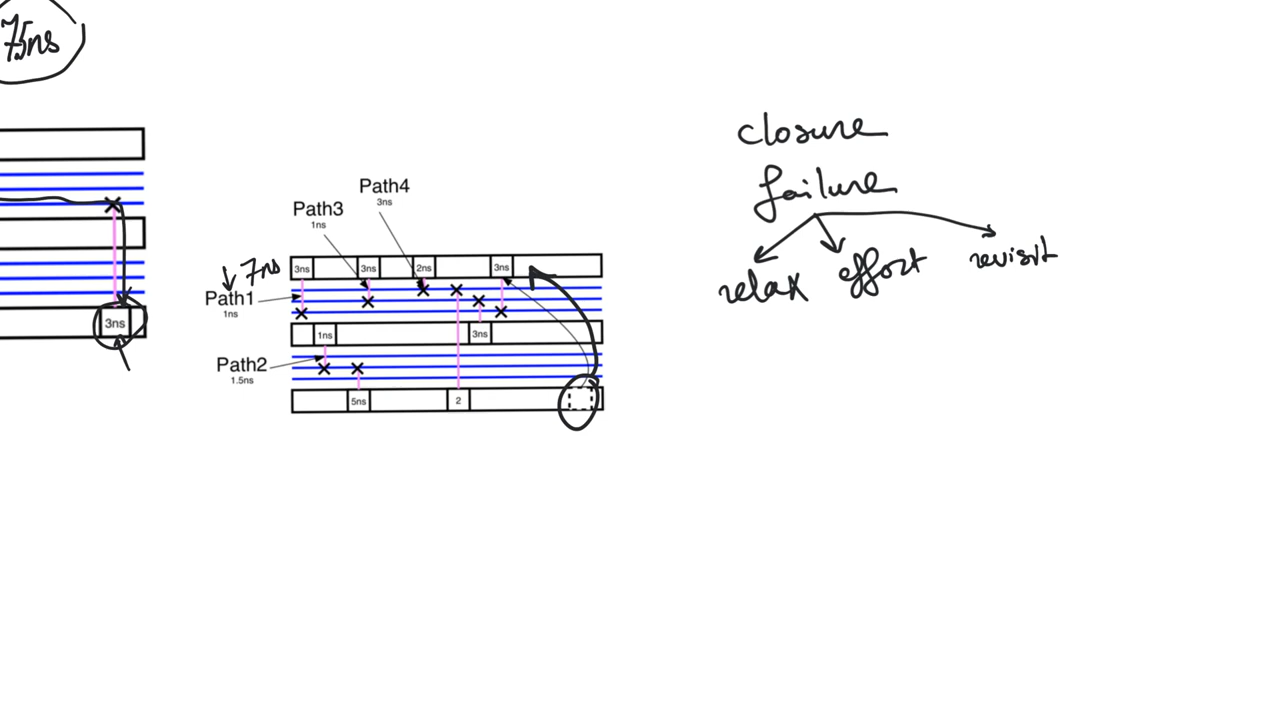 75ns
3ns
Path4
3ns
Path3
1ns
7ns
3ns 3ns 2ns 3ns
Path1
1ns
1ns 3ns
Path2
1.5ns
5ns 2
closure
failure
relax effort revisit